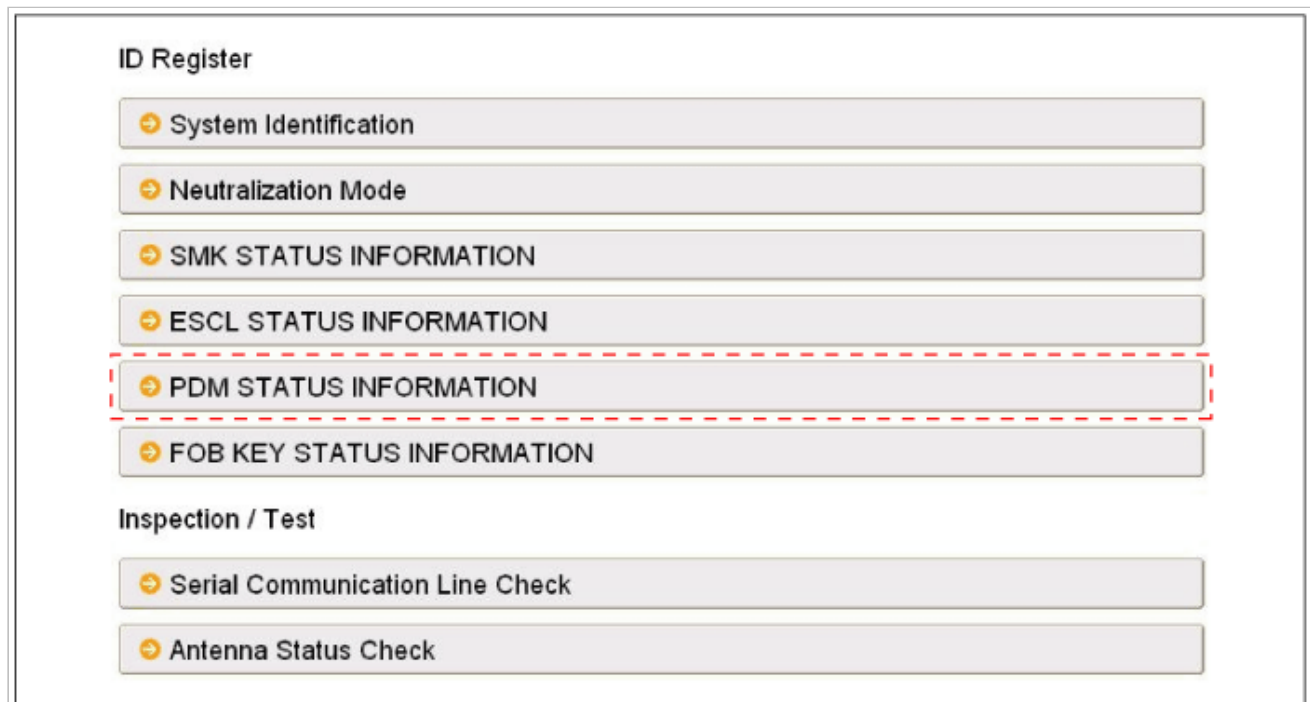 ID Register
System Identification
Neutralization Mode
SMK STATUS INFORMATION
ESCL STATUS INFORMATION
PDM STATUS INFORMATION
FOB KEY STATUS INFORMATION
Inspection / Test
Serial Communication Line Check
Antenna Status Check